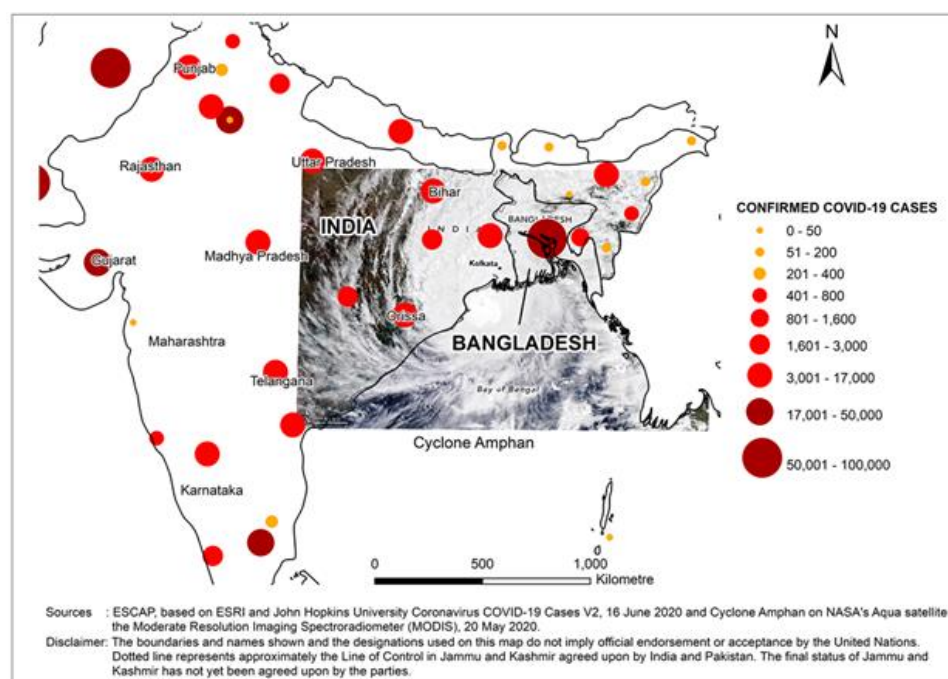 N
Punjab
Rajasthan
Uttar Pradesh
Bihar
INDIA
INDIA
BANGLADESH
Gujarat
Madhya Pradesh
Kolkata
Orissa
Maharashtra
BANGLADESH
Telangana
Bay of Bengal
Cyclone Amphan
Karnataka
CONFIRMED COVID-19 CASES
0 - 50
51 - 200
201 - 400
401 - 800
801 - 1,600
1,601 - 3,000
3,001 - 17,000
17,001 - 50,000
50,001 - 100,000
0 500 1,000
Kilometre
Sources : ESCAP, based on ESRI and John Hopkins University Coronavirus COVID-19 Cases V2, 16 June 2020 and Cyclone Amphan on NASA's Aqua satellite
the Moderate Resolution Imaging Spectroradiometer (MODIS), 20 May 2020.
Disclaimer: The boundaries and names shown and the designations used on this map do not imply official endorsement or acceptance by the United Nations.
Dotted line represents approximately the Line of Control in Jammu and Kashmir agreed upon by India and Pakistan. The final status of Jammu and
Kashmir has not yet been agreed upon by the parties.